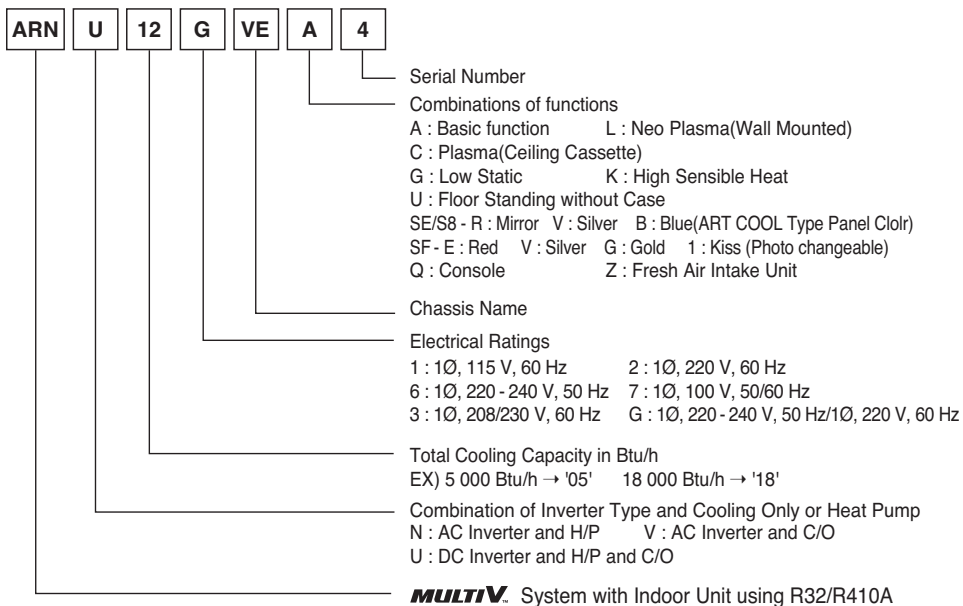 ARN U 12 G VE A 4
Serial Number
Combinations of functions
A : Basic function L : Neo Plasma(Wall Mounted)
C : Plasma(Ceiling Cassette)
G : Low Static K : High Sensible Heat
U : Floor Standing without Case
SE/S8 - R : Mirror V : Silver B : Blue(ART COOL Type Panel Clolr)
SF - E : Red V : Silver G : Gold 1 : Kiss (Photo changeable)
Q : Console Z : Fresh Air Intake Unit
Chassis Name
Electrical Ratings
1 : 1Ø, 115 V, 60 Hz 2 : 1Ø, 220 V, 60 Hz
6 : 1Ø, 220 - 240 V, 50 Hz 7 : 1Ø, 100 V, 50/60 Hz
3 : 1Ø, 208/230 V, 60 Hz G : 1Ø, 220 - 240 V, 50 Hz/1Ø, 220 V, 60 Hz
Total Cooling Capacity in Btu/h
EX) 5 000 Btu/h → '05' 18 000 Btu/h → '18'
Combination of Inverter Type and Cooling Only or Heat Pump
N : AC Inverter and H/P V : AC Inverter and C/O
U : DC Inverter and H/P and C/O
MULTI V™ System with Indoor Unit using R32/R410A